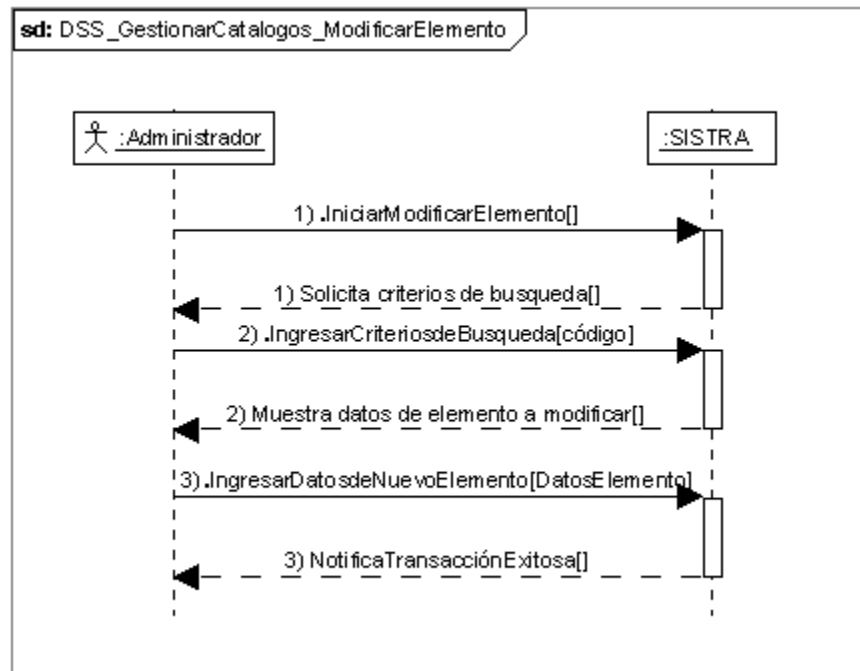 sd: DSS_GestionarCatalogos_ModificarElemento
:Administrador
:SISTRA
1) .IniciarModificarElemento[]
1) Solicita criterios de busqueda[]
2) .IngresarCriteriosdeBusqueda[código]
2) Muestra datos de elemento a modificar[]
3) .IngresarDatosdeNuevoElemento[DatosElemento]
3) NotificaTransacciónExitosa[]